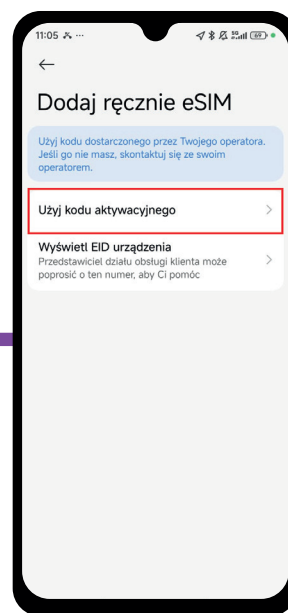 11:05 ...
69
Dodaj ręcznie eSIM
Użyj kodu dostarczonego przez Twojego operatora.
Jeśli go nie masz, skontaktuj się ze swoim
operatorem.
Użyj kodu aktywacyjnego
Wyświetl EID urządzenia
Przedstawiciel działu obsługi klienta może
poprosić o ten numer, aby Ci pomóc